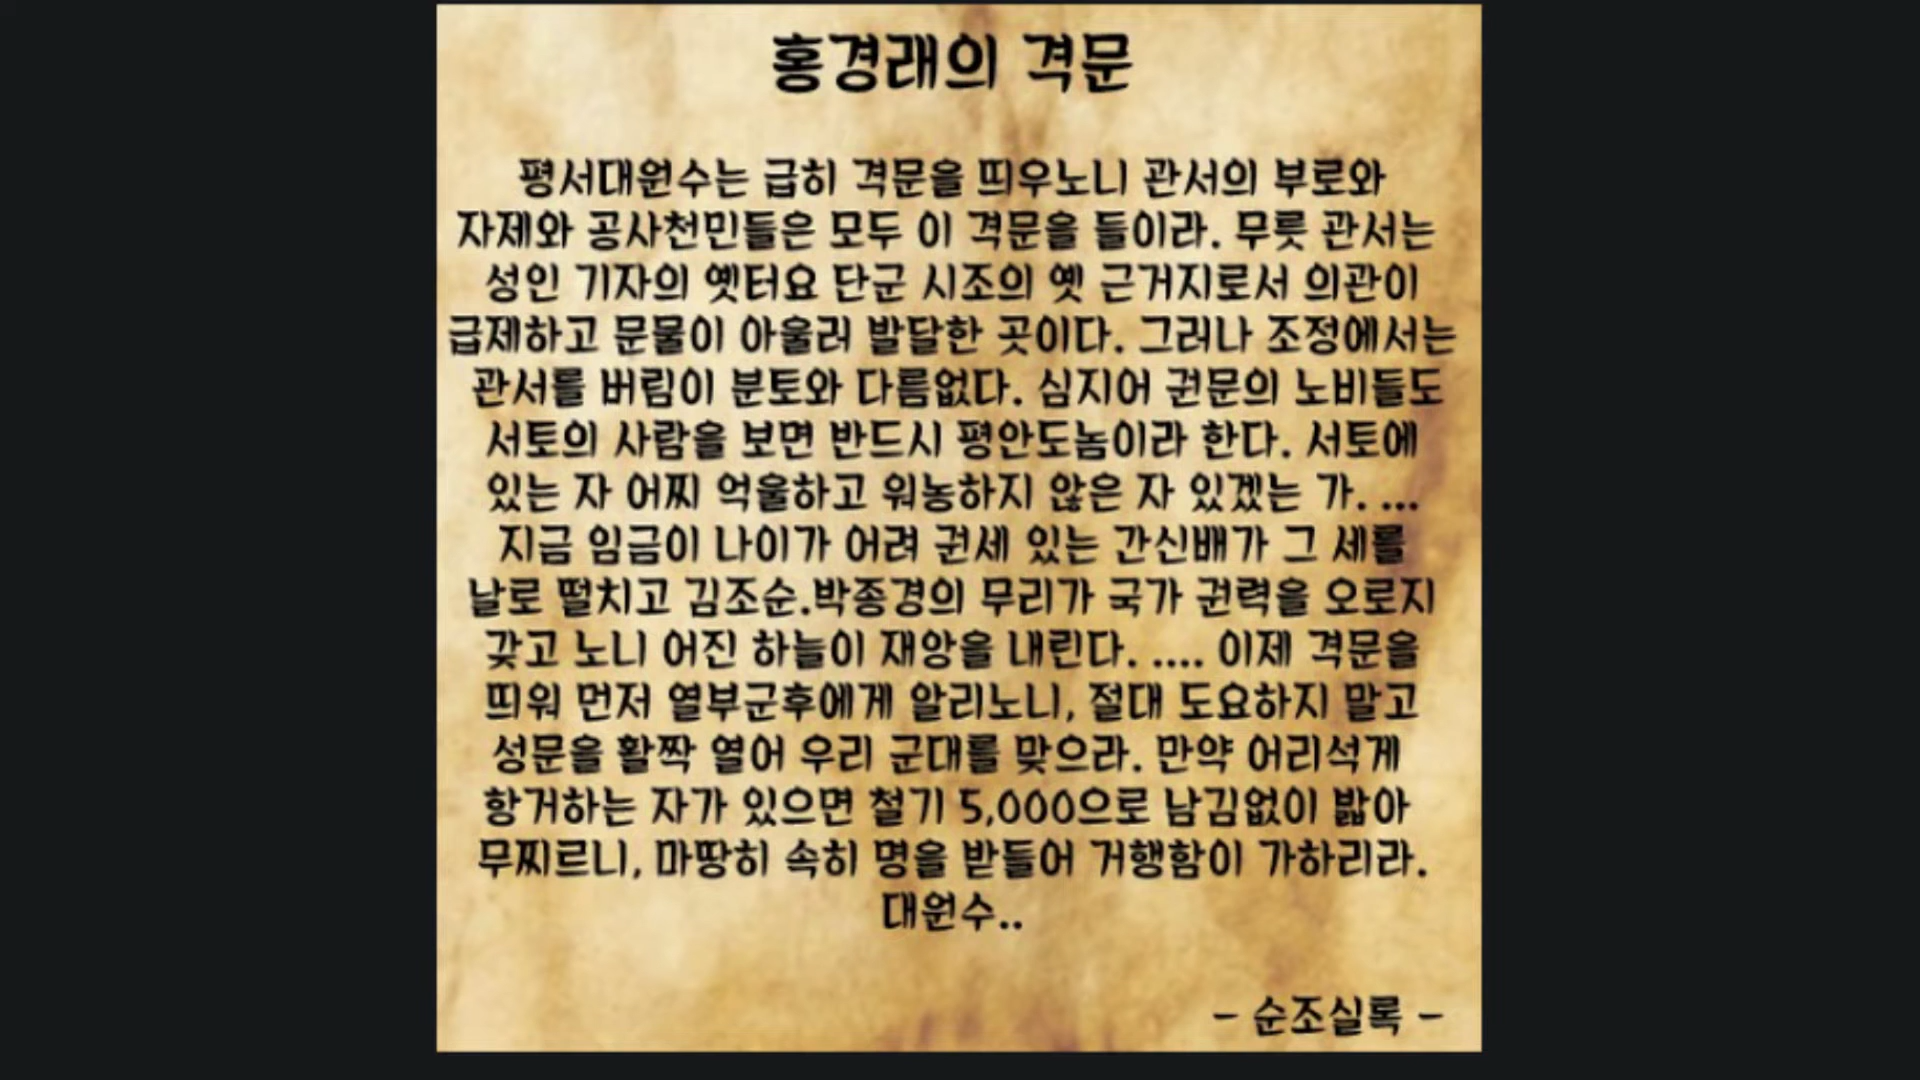 홍경래의 격문
평서대원수는 급히 격문을 띄우노니 관서의 부로와
자제와 공사천민들은 모두 이 격문을 들이라. 무릇 관서는
성인 기자의 옛터요 단군 시조의 옛 근거지로서 의관이
급제하고 문물이 아울러 발달한 곳이다. 그러나 조정에서는
관서를 버림이 분토와 다름없다. 심지어 권문의 노비들도
서토의 사람을 보면 반드시 평안도놈이라 한다. 서토에
있는 자 어찌 억울하고 워농하지 않은 자 있겠는 가. ...
지금 임금이 나이가 어려 권세 있는 간신배가 그 세를
날로 떨치고 김조순.박종경의 무리가 국가 권력을 오로지
갖고 노니 어진 하늘이 재앙을 내린다. .... 이제 격문을
띄워 먼저 열부군후에게 알리노니, 절대 도요하지 말고
성문을 활짝 열어 우리 군대를 맞으라. 만약 어리석게
항거하는 자가 있으면 철기 5,000으로 남김없이 밟아
무찌르니, 마땅히 속히 명을 받들어 거행함이 가하리라.
대원수..
- 순조실록 -